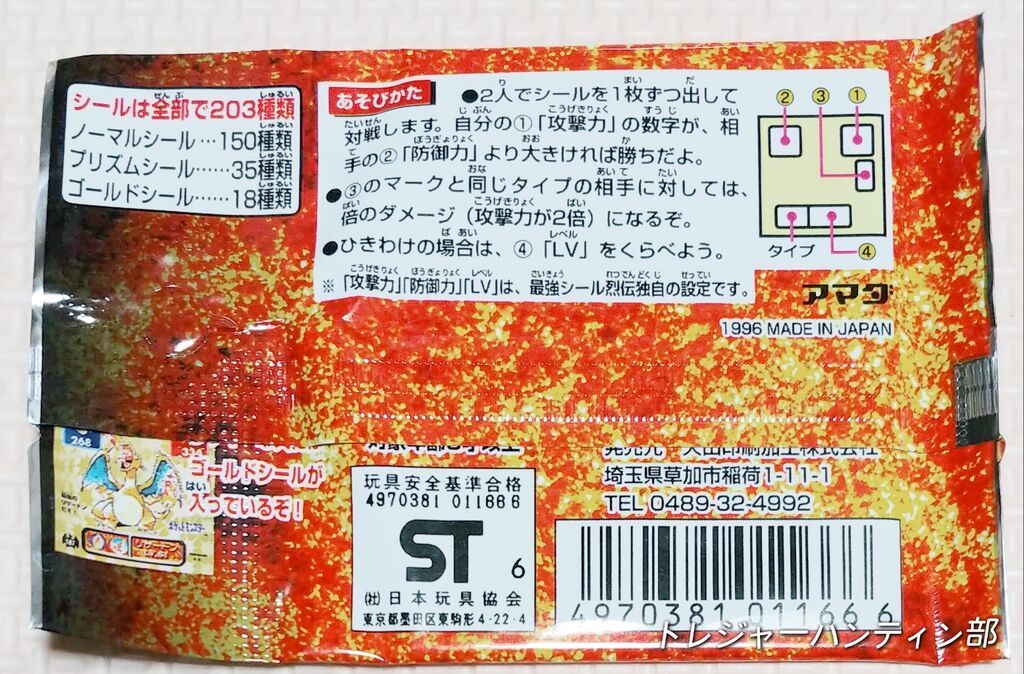 シールは全部で203種類
ノーマルシール…150種類
プリズムシール……35種類
ゴールドシール……18種類
あそびかた
●2人でシールを1枚ずつ出して
対戦します。自分の①「攻撃力」の数字が、相
手の②「防御力」より大きければ勝ちだよ。
●③のマークと同じタイプの相手に対しては、
倍のダメージ(攻撃力が2倍)になるぞ。
●ひきわけの場合は、④「LV」をくらべよう。
※「攻撃力」「防御力」「LV」は、最強シール烈伝独自の設定です。
② ③ ①
タイプ ④
アマダ
1996 MADE IN JAPAN
268
ゴールドシールが
入っているぞ!
玩具安全基準合格
4970381 011666
ST 6
㈳日本玩具協会
東京都墨田区東駒形4-22-4
埼玉県草加市稲荷1-11-1
TEL 0489-32-4992
4970381 011666
トレジャーハンティン部